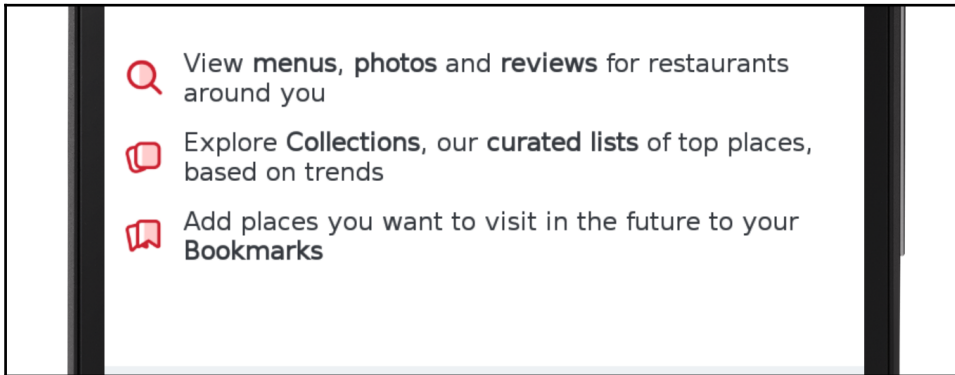 View menus, photos and reviews for restaurants
around you
Explore Collections, our curated lists of top places,
based on trends
Add places you want to visit in the future to your
Bookmarks